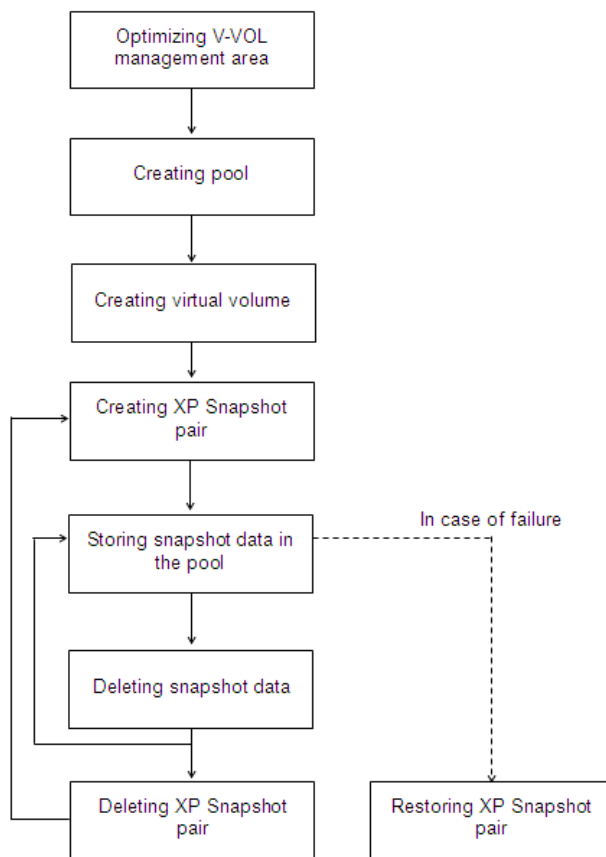 Optimizing V-VOL
management area
Creating pool
Creating virtual volume
Creating XP Snapshot
pair
Storing snapshot data in
the pool
In case of failure
Deleting snapshot data
Deleting XP Snapshot
pair
Restoring XP Snapshot
pair